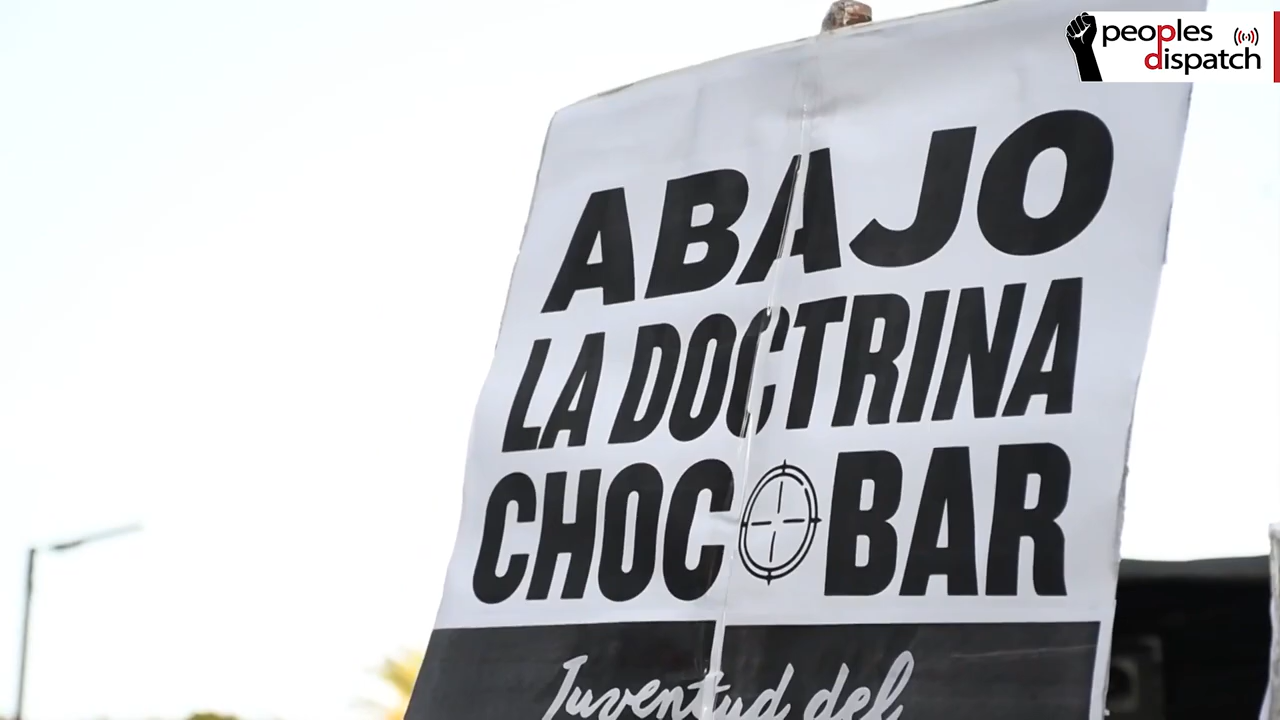 peoples
dispatch
ABAJO
LA DOCTRINA
CHOCOBAR
Juventud del